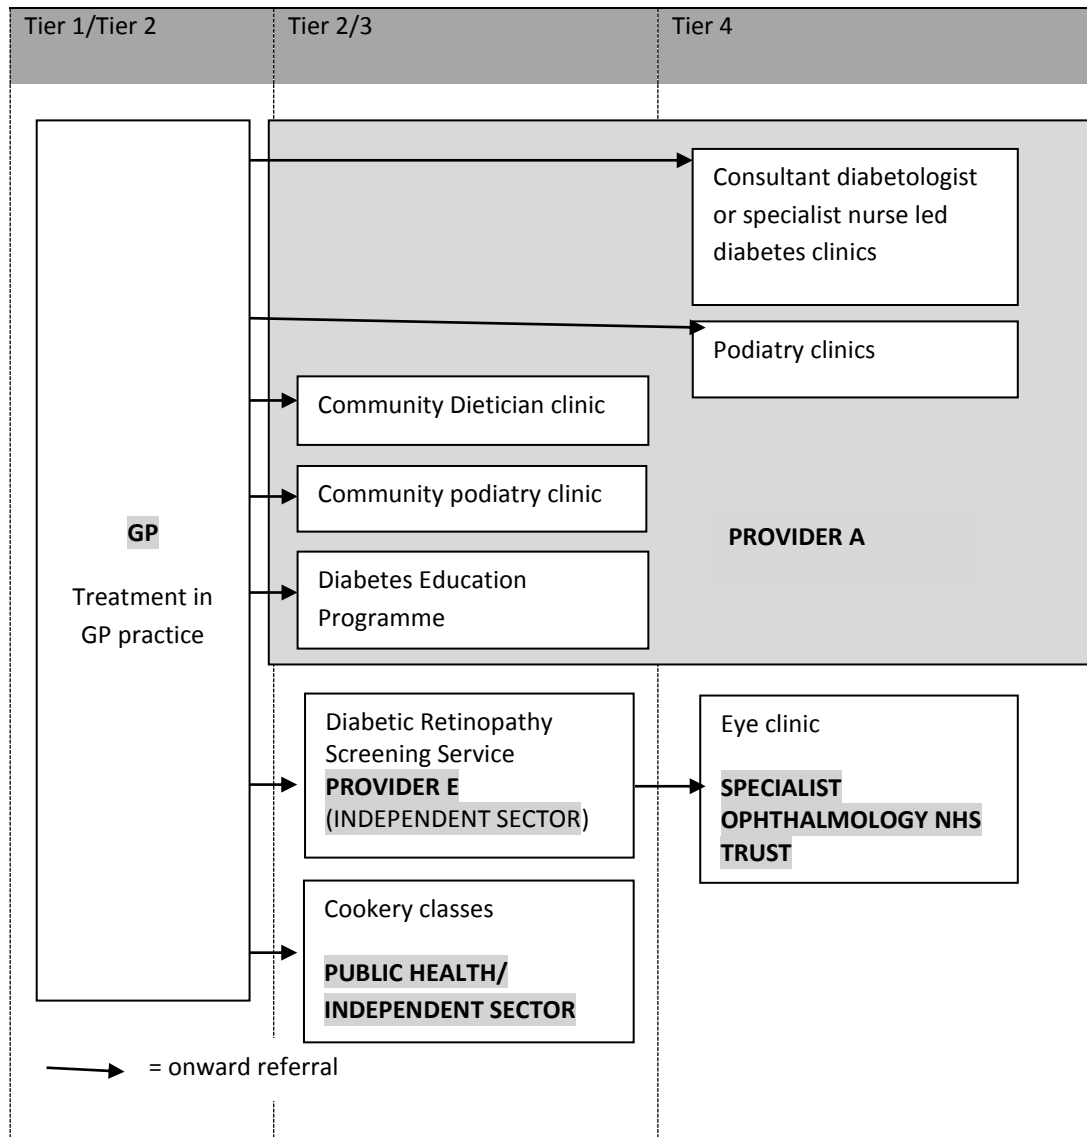 Tier 1/Tier 2
Tier 2/3
Tier 4
GP
Treatment in
GP practice
Consultant diabetologist
or specialist nurse led
diabetes clinics
Podiatry clinics
Community Dietician clinic
Community podiatry clinic
Diabetes Education
Programme
PROVIDER A
Diabetic Retinopathy
Screening Service
PROVIDER E
(INDEPENDENT SECTOR)
Eye clinic
SPECIALIST
OPHTHALMOLOGY NHS
TRUST
Cookery classes
PUBLIC HEALTH/
INDEPENDENT SECTOR
= onward referral